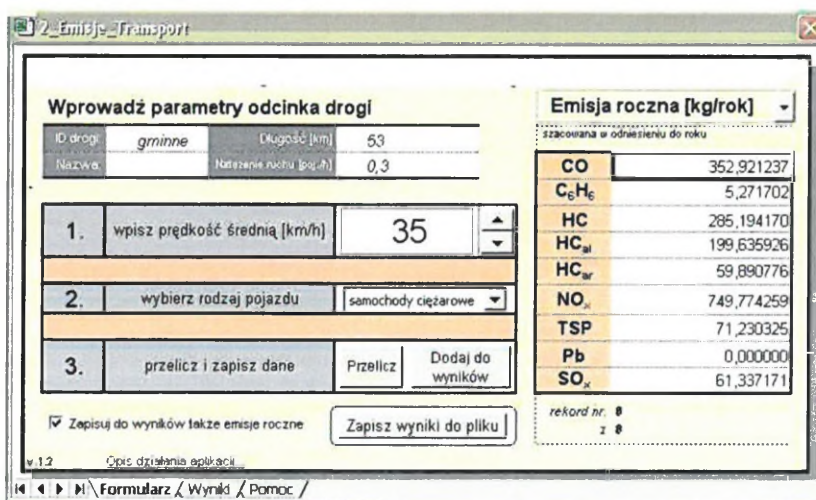 2_Emisje_Transport
Wprowadź parametry odcinka drogi
ID drogi: gminne Długość [km] 53
Nazwa: Natężenie ruchu [poj./h] 0,3
1. wpisz prędkość średnią [km/h] 35
2. wybierz rodzaj pojazdu samochody ciężarowe
3. przelicz i zapisz dane Przelicz Dodaj do wyników
Zapisuj do wyników także emisje roczne Zapisz wyniki do pliku
v.1.2 Opis działania aplikacji...
Emisja roczna [kg/rok]
szacowana w odniesieniu do roku
CO 352,921237
C₆H₆ 5,271702
HC 285,194170
HCal 199,635926
HCar 59,890776
NOx 749,774259
TSP 71,230325
Pb 0,000000
SOx 61,337171
rekord nr. 8
z 8
Formularz / Wyniki / Pomoc /